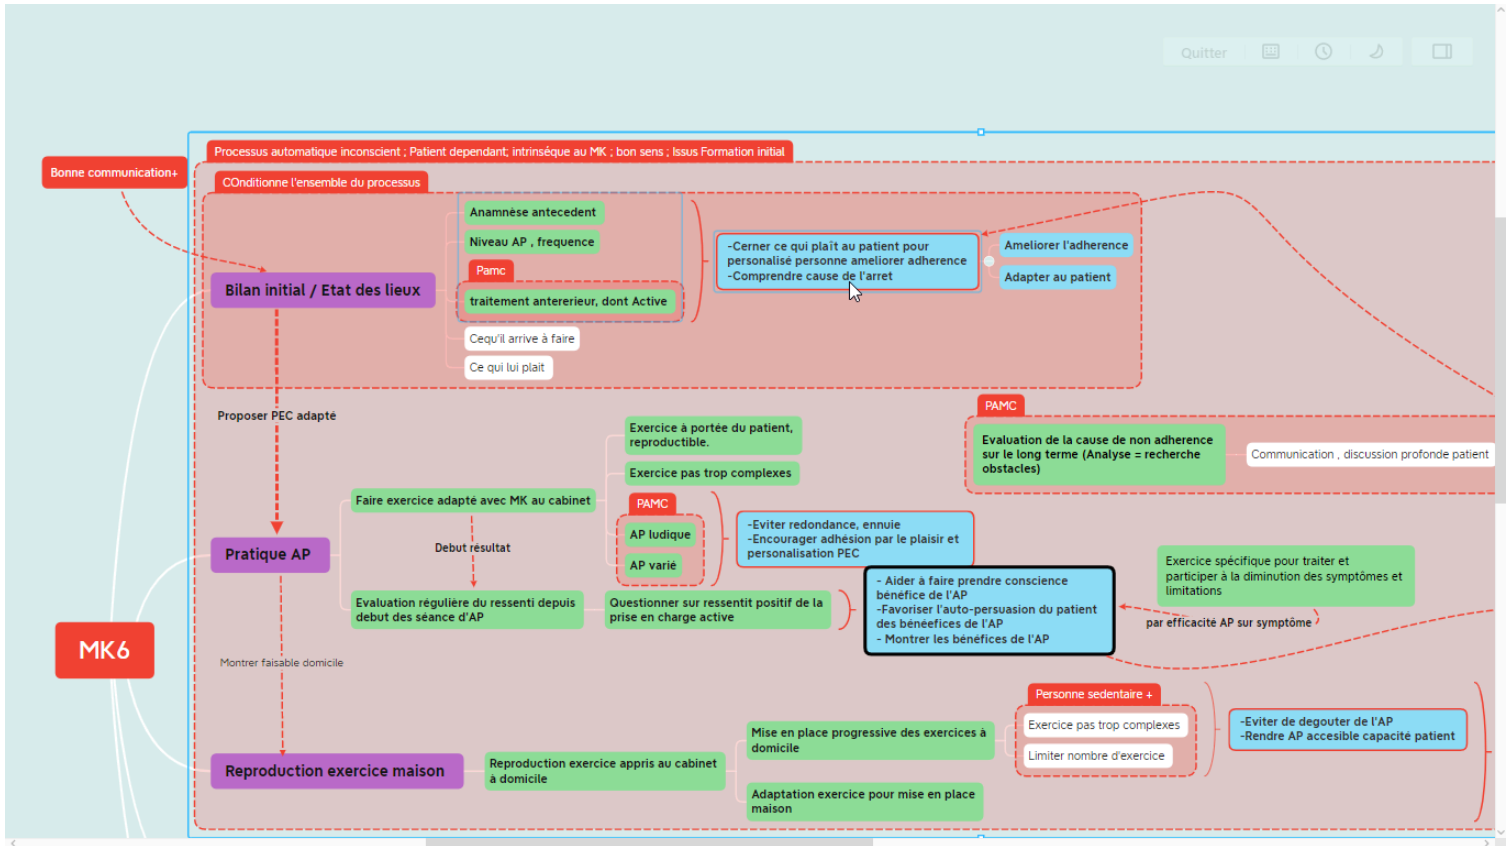 Quitter
Processus automatique inconscient ; Patient dependant; intrinséque au MK ; bon sens ; Issus Formation initial
Bonne communication+
COnditionne l'ensemble du processus
Anamnèse antecedent
Niveau AP , frequence
Pamc
traitement antererieur, dont Active
Cequ'il arrive à faire
Ce qui lui plait
Bilan initial / Etat des lieux
-Cerner ce qui plaît au patient pour
personalisé personne ameliorer adherence
-Comprendre cause de l'arret
Ameliorer l'adherence
Adapter au patient
Proposer PEC adapté
PAMC
Evaluation de la cause de non adherence
sur le long terme (Analyse = recherche
obstacles)
Communication , discussion profonde patient
Exercice à portée du patient,
reproductible.
Exercice pas trop complexes
Faire exercice adapté avec MK au cabinet
PAMC
AP ludique
AP varié
-Eviter redondance, ennuie
-Encourager adhésion par le plaisir et
personalisation PEC
Debut résultat
Pratique AP
Evaluation régulière du ressenti depuis
debut des séance d'AP
Questionner sur ressentit positif de la
prise en charge active
- Aider à faire prendre conscience
bénéfice de l'AP
-Favoriser l'auto-persuasion du patient
des bénéefices de l'AP
- Montrer les bénéfices de l'AP
Exercice spécifique pour traiter et
participer à la diminution des symptômes et
limitations
par efficacité AP sur symptôme
MK6
Montrer faisable domicile
Personne sedentaire +
Exercice pas trop complexes
Limiter nombre d'exercice
-Eviter de degouter de l'AP
-Rendre AP accesible capacité patient
Mise en place progressive des exercices à
domicile
Reproduction exercice maison
Reproduction exercice appris au cabinet
à domicile
Adaptation exercice pour mise en place
maison